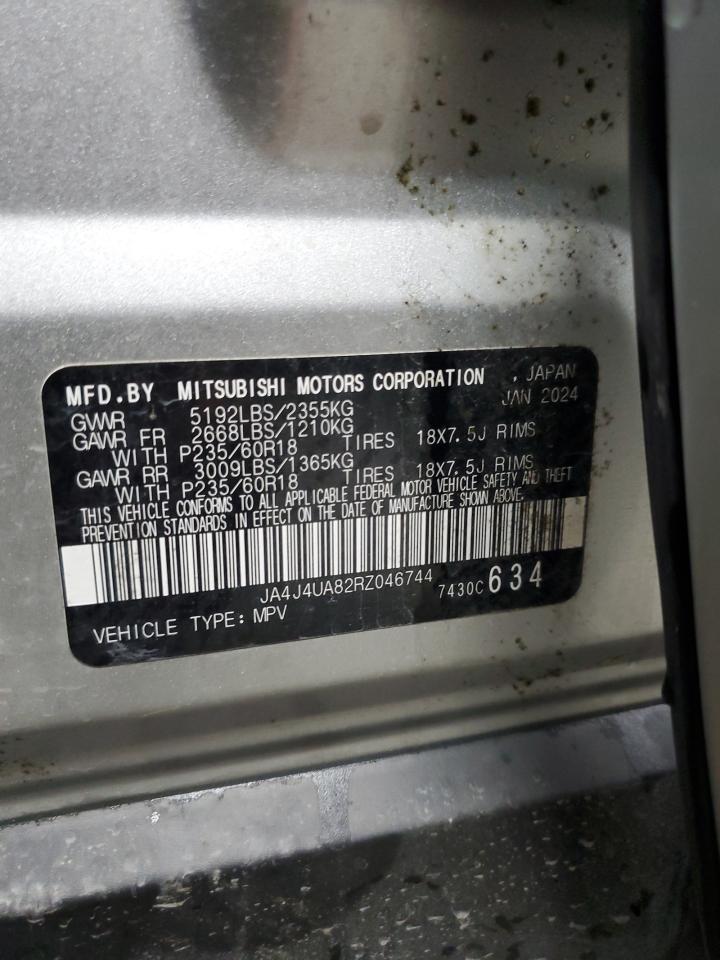 MFD.BY MITSUBISHI MOTORS CORPORATION , JAPAN
GVWR 5192LBS/2355KG JAN 2024
GAWR FR 2668LBS/1210KG
WITH P235/60R18 TIRES 18X7.5J RIMS
GAWR RR 3009LBS/1365KG
WITH P235/60R18 TIRES 18X7.5J RIMS
THIS VEHICLE CONFORMS TO ALL APPLICABLE FEDERAL MOTOR VEHICLE SAFETY AND THEFT
PREVENTION STANDARDS IN EFFECT ON THE DATE OF MANUFACTURE SHOWN ABOVE.
JA4J4UA82RZ046744 7430C 634
VEHICLE TYPE: MPV